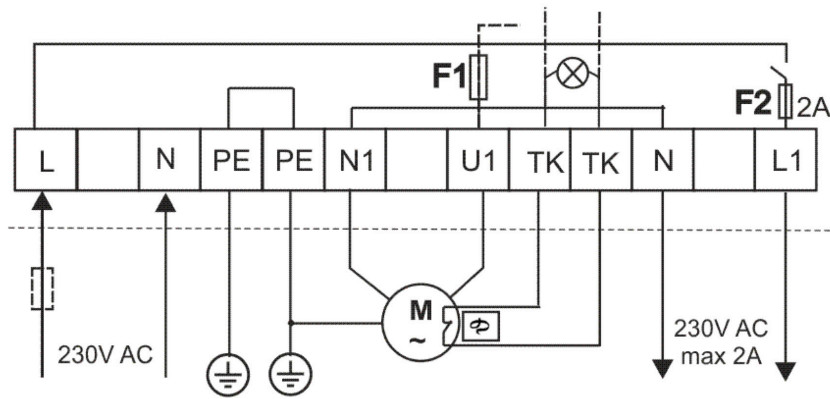 F1
F2 2A
L N PE PE N1 U1 TK TK N L1
M
~
230V AC
230V AC
max 2A